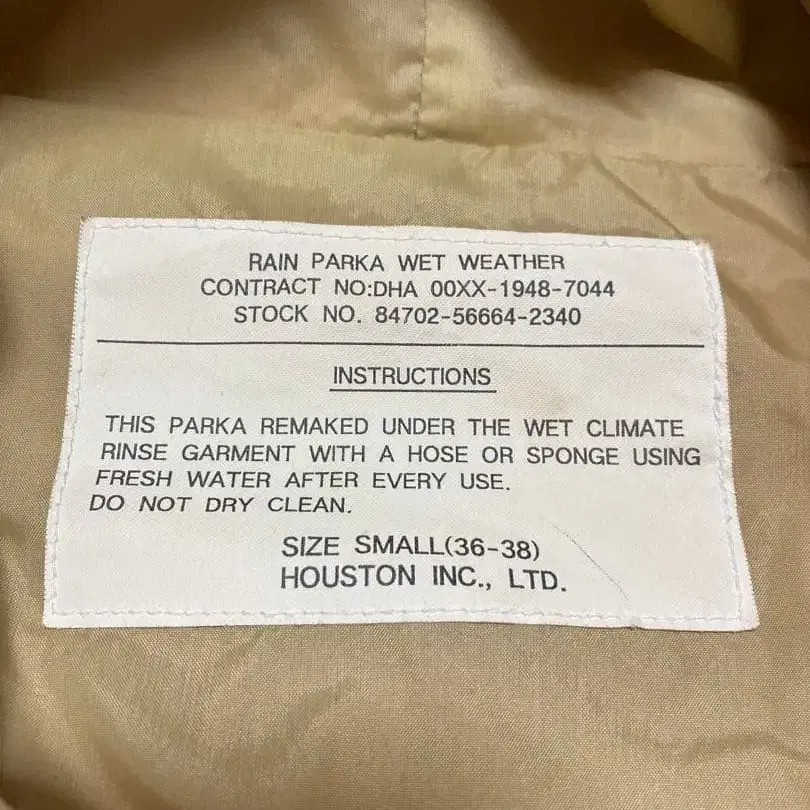 RAIN PARKA WET WEATHER
CONTRACT NO:DHA 00XX-1948-7044
STOCK NO. 84702-56664-2340
INSTRUCTIONS
THIS PARKA REMAKED UNDER THE WET CLIMATE
RINSE GARMENT WITH A HOSE OR SPONGE USING
FRESH WATER AFTER EVERY USE.
DO NOT DRY CLEAN.
SIZE SMALL(36-38)
HOUSTON INC., LTD.